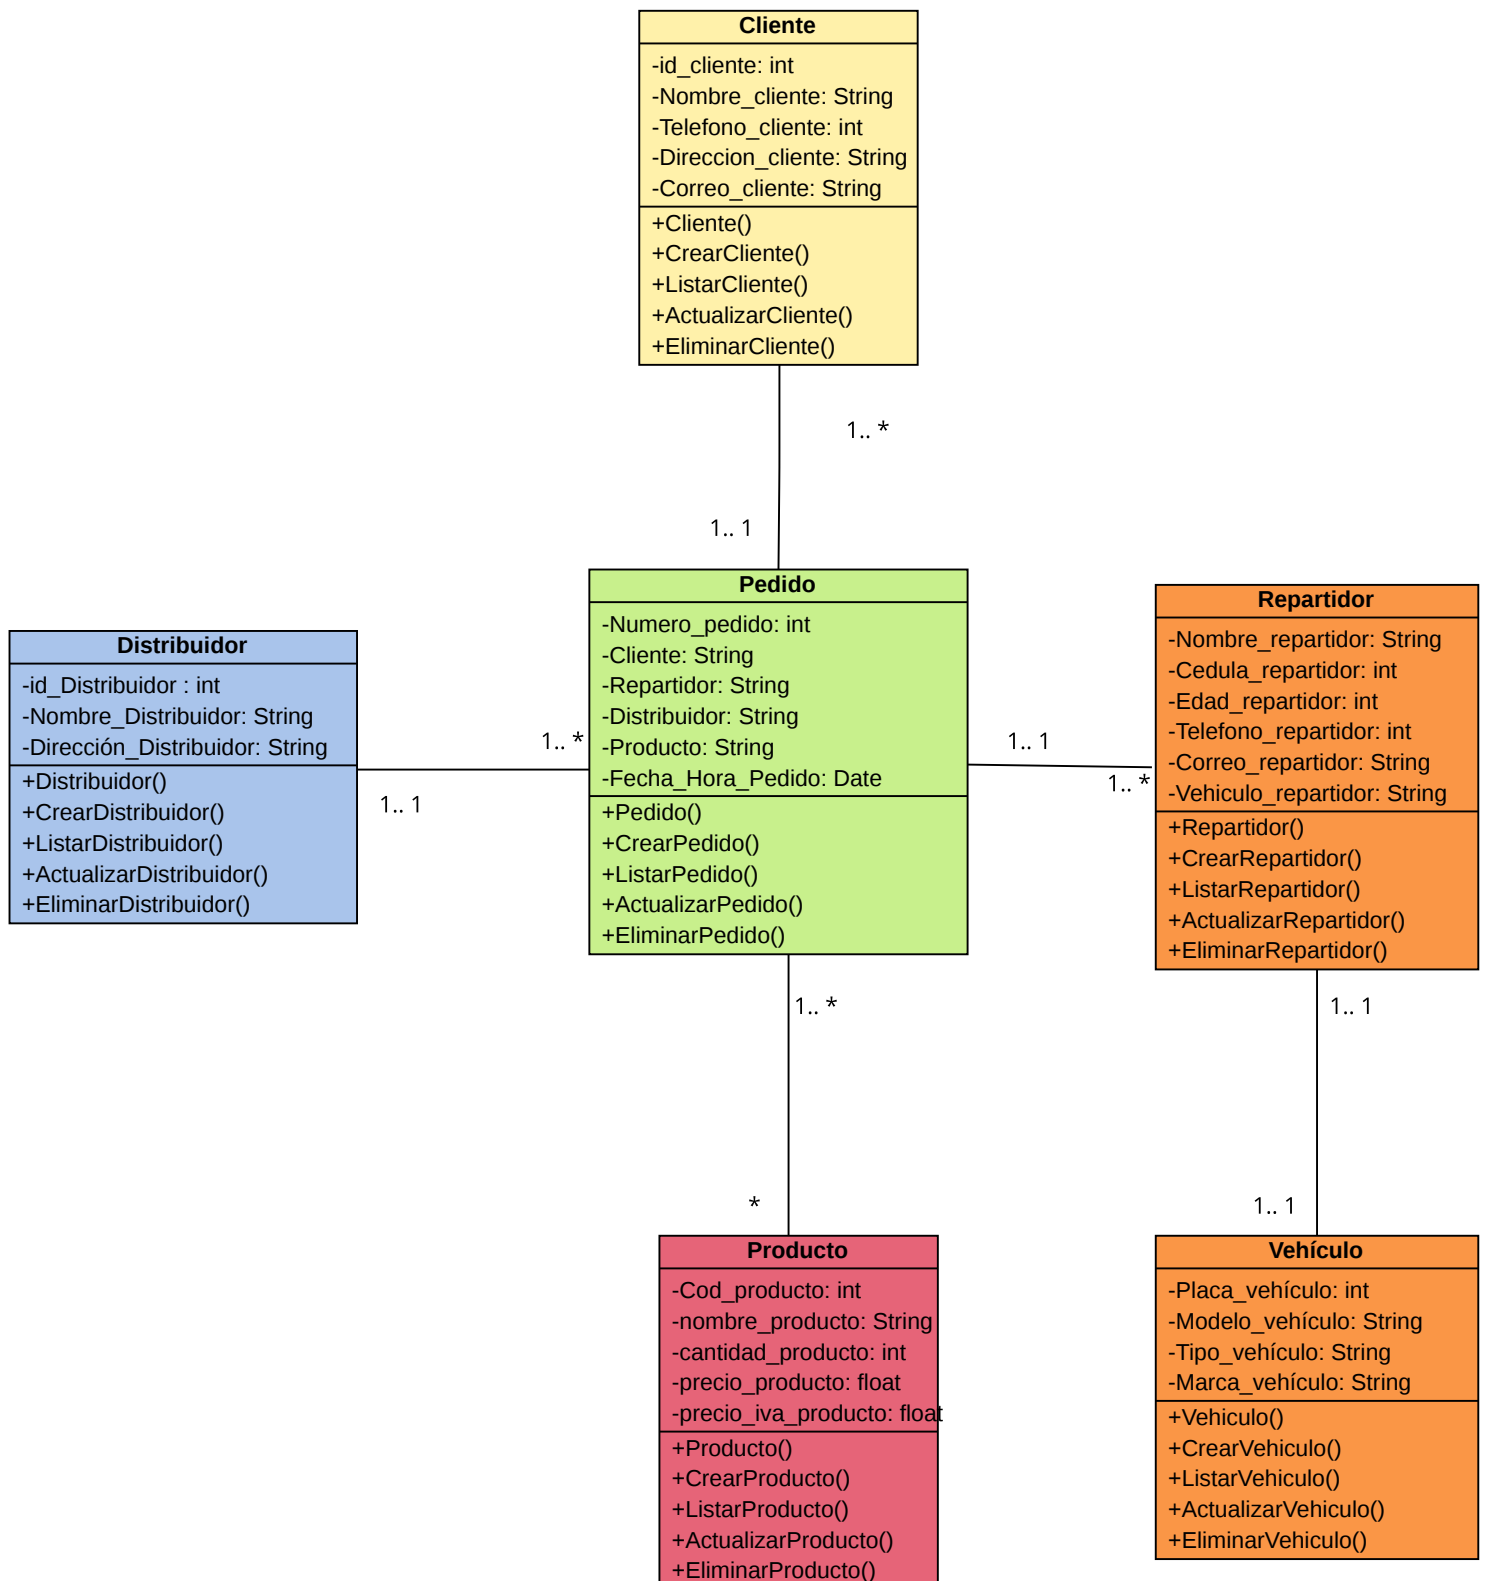 Cliente
-id_cliente: int
-Nombre_cliente: String
-Telefono_cliente: int
-Direccion_cliente: String
-Correo_cliente: String
+Cliente()
+CrearCliente()
+ListarCliente()
+ActualizarCliente()
+EliminarCliente()
1.. *
1.. 1
Distribuidor
-id_Distribuidor : int
-Nombre_Distribuidor: String
-Dirección_Distribuidor: String
+Distribuidor()
+CrearDistribuidor()
+ListarDistribuidor()
+ActualizarDistribuidor()
+EliminarDistribuidor()
1.. *
1.. 1
Pedido
-Numero_pedido: int
-Cliente: String
-Repartidor: String
-Distribuidor: String
-Producto: String
-Fecha_Hora_Pedido: Date
+Pedido()
+CrearPedido()
+ListarPedido()
+ActualizarPedido()
+EliminarPedido()
1.. 1
1.. *
Repartidor
-Nombre_repartidor: String
-Cedula_repartidor: int
-Edad_repartidor: int
-Telefono_repartidor: int
-Correo_repartidor: String
-Vehiculo_repartidor: String
+Repartidor()
+CrearRepartidor()
+ListarRepartidor()
+ActualizarRepartidor()
+EliminarRepartidor()
1.. *
*
1.. 1
1.. 1
Producto
-Cod_producto: int
-nombre_producto: String
-cantidad_producto: int
-precio_producto: float
-precio_iva_producto: float
+Producto()
+CrearProducto()
+ListarProducto()
+ActualizarProducto()
+EliminarProducto()
Vehículo
-Placa_vehículo: int
-Modelo_vehículo: String
-Tipo_vehículo: String
-Marca_vehículo: String
+Vehiculo()
+CrearVehiculo()
+ListarVehiculo()
+ActualizarVehiculo()
+EliminarVehiculo()